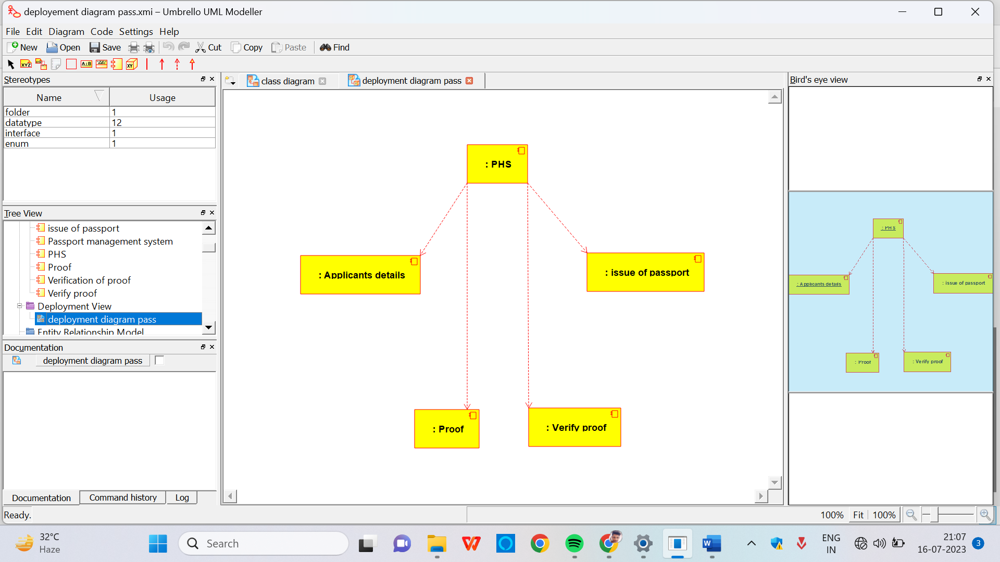 deployement diagram pass.xmi – Umbrello UML Modeller
File Edit Diagram Code Settings Help
New Open Save Cut Copy Paste Find
XYZ A:B ABC XY
Stereotypes
Name Usage
folder 1
datatype 12
interface 1
enum 1
Tree View
issue of passport
Passport management system
PHS
Proof
Verification of proof
Verify proof
Deployment View
deployment diagram pass
Entity Relationship Model
Documentation
deployment diagram pass
Documentation Command history Log
Ready.
class diagram
deployment diagram pass
: PHS
: Applicants details
: issue of passport
: Proof
: Verify proof
Bird's eye view
: PHS
: Applicants details
: issue of passport
: Proof
: Verify proof
100% Fit 100%
32°C
Haze
Search
W
ENG
IN
21:07
16-07-2023
3